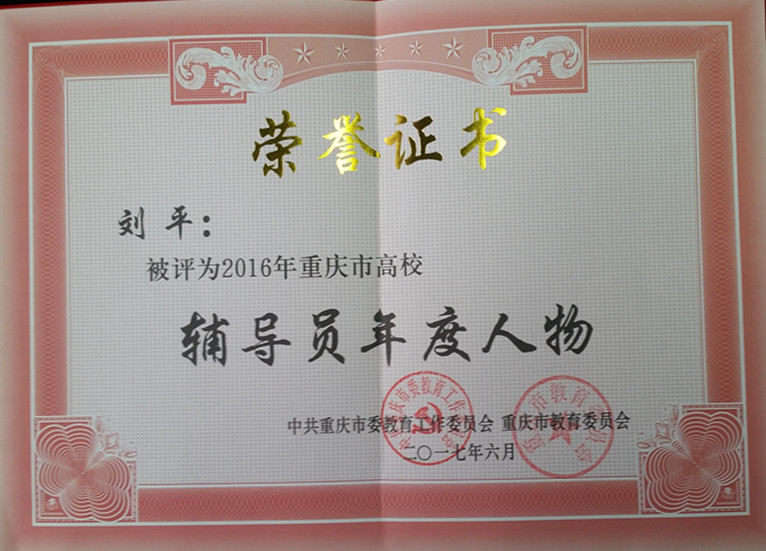 荣誉证书
刘平：
被评为2016年重庆市高校
辅导员年度人物
中共重庆市委教育工作委员会 重庆市教育委员会
二〇一七年六月